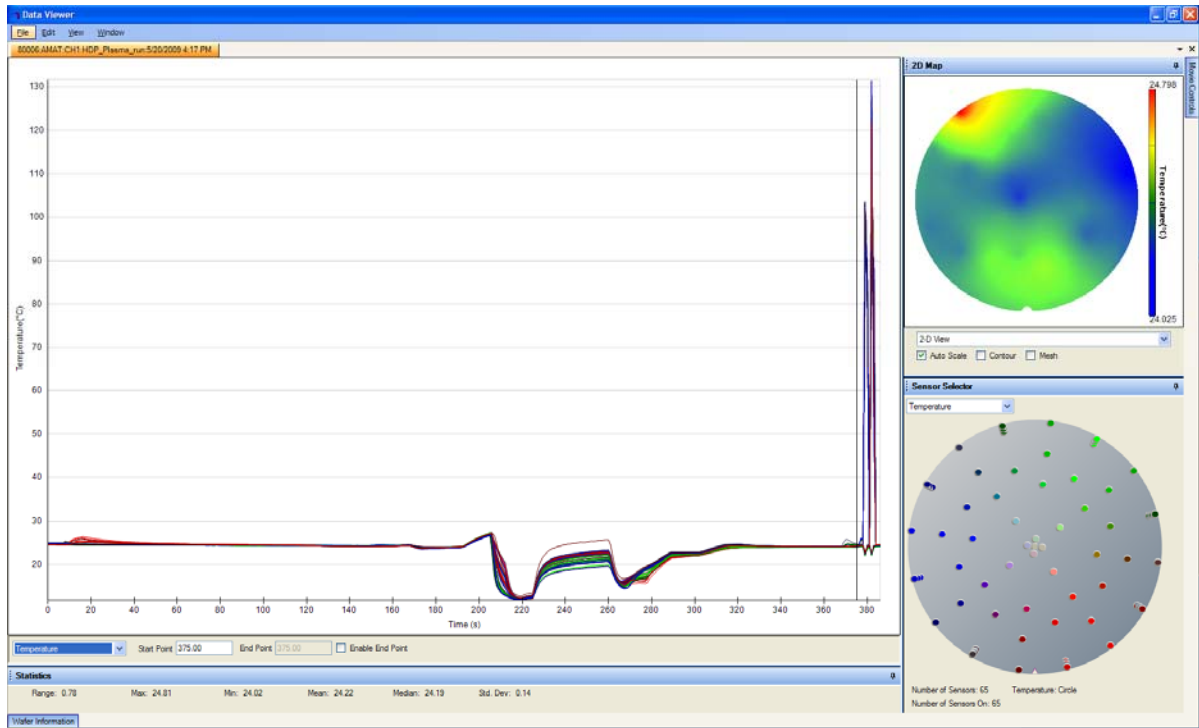 Data Viewer
File Edit View Window
80006:AMAT CH1 HDP_Plasma_run:5/20/2009 4:17 PM
130
120
110
100
90
80
70
60
50
40
30
20
Temperature(°C)
0 20 40 60 80 100 120 140 160 180 200 220 240 260 280 300 320 340 360 380
Time (s)
Temperature Start Point 375.00 End Point 375.00 Enable End Point
Statistics
Range: 0.78 Max: 24.81 Min: 24.02 Mean: 24.22 Median: 24.19 Std. Dev: 0.14
Wafer Information
2D Map
24.798
Temperature(°C)
24.025
2-D View
Auto Scale Contour Mesh
Sensor Selector
Temperature
Number of Sensors: 65 Temperature: Circle
Number of Sensors On: 65
Movie Controls